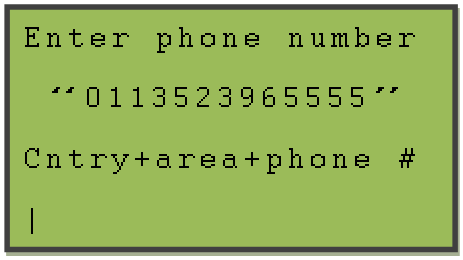 Enter phone number
“0113523965555”
Cntry+area+phone #
|